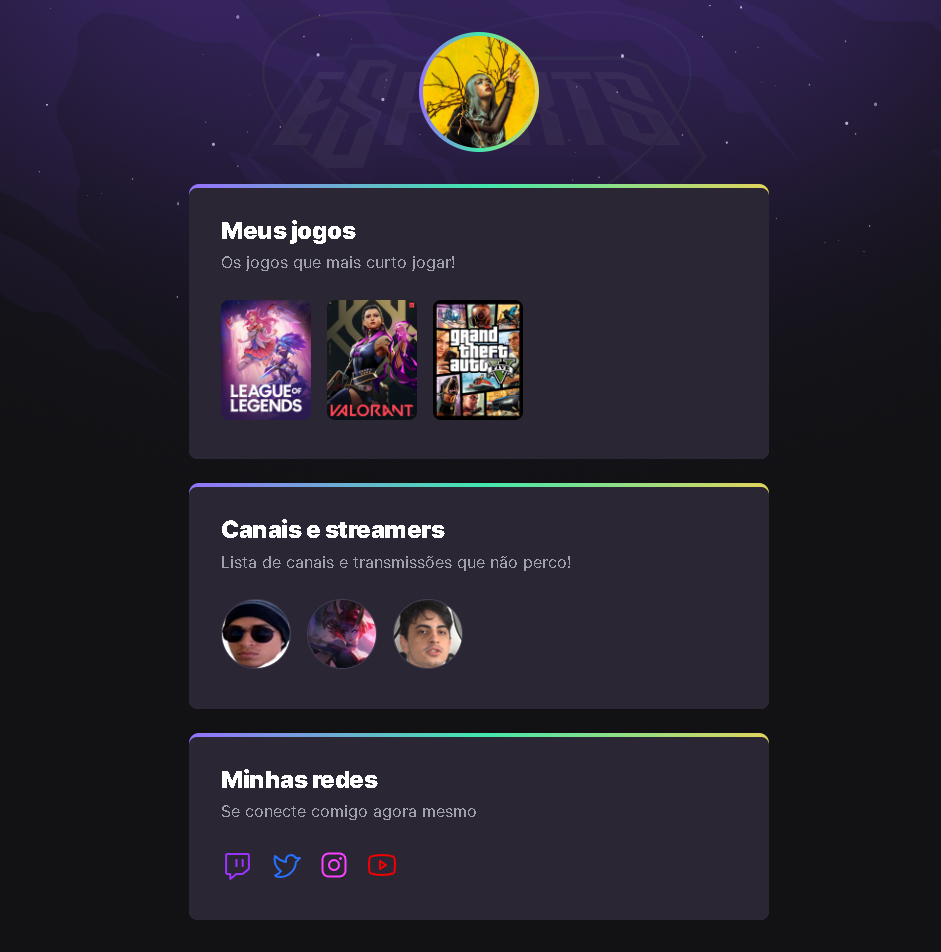 ESPORTS
Meus jogos
Os jogos que mais curto jogar!
LEAGUE OF
LEGENDS
VALORANT
grand
theft
auto
V
FIVE
Canais e streamers
Lista de canais e transmissões que não perco!
Minhas redes
Se conecte comigo agora mesmo